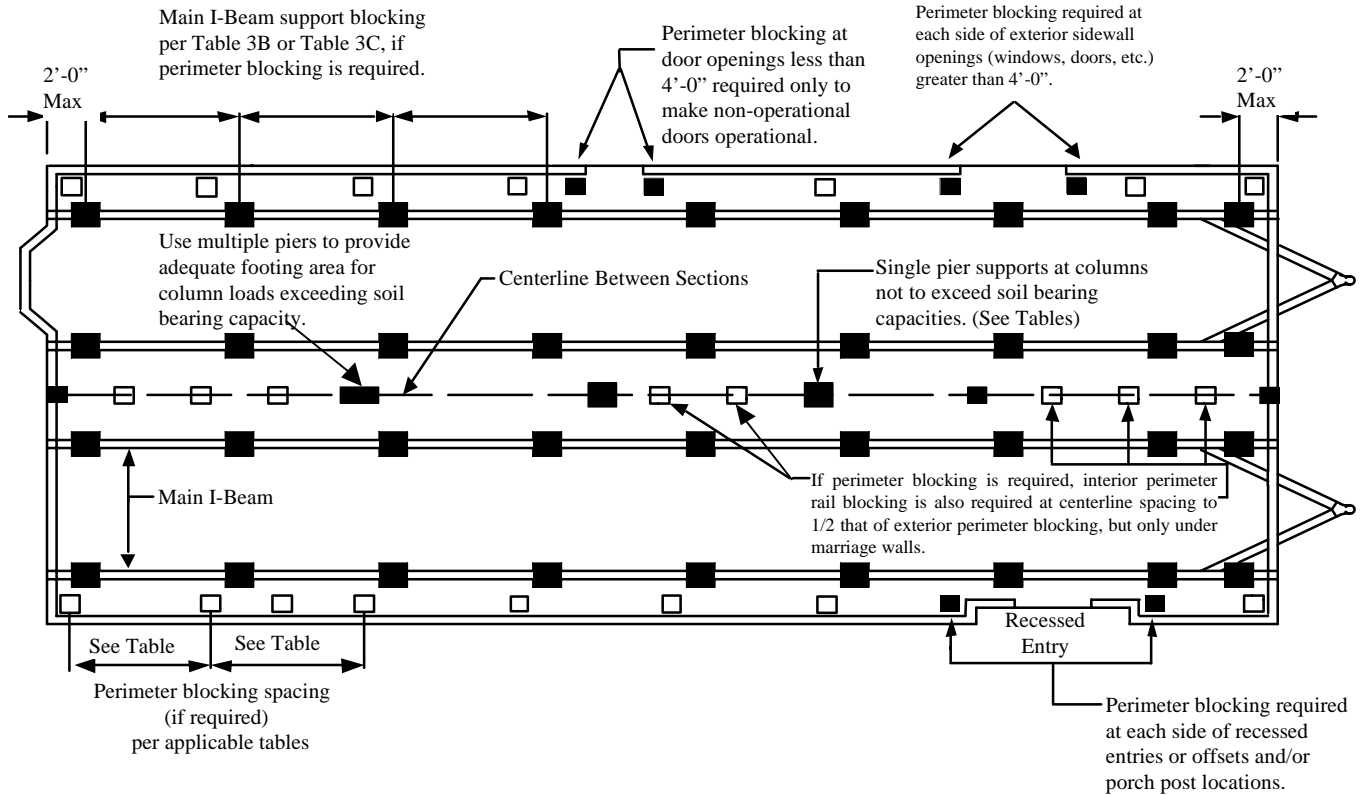 Main I-Beam support blocking
per Table 3B or Table 3C, if
perimeter blocking is required.
2’-0”
Max
Perimeter blocking at
door openings less than
4’-0” required only to
make non-operational
doors operational.
Perimeter blocking required at
each side of exterior sidewall
openings (windows, doors, etc.)
greater than 4’-0”.
2’-0”
Max
Use multiple piers to provide
adequate footing area for
column loads exceeding soil
bearing capacity.
Centerline Between Sections
Single pier supports at columns
not to exceed soil bearing
capacities. (See Tables)
Main I-Beam
If perimeter blocking is required, interior perimeter
rail blocking is also required at centerline spacing to
1/2 that of exterior perimeter blocking, but only under
marriage walls.
See Table
See Table
Recessed
Entry
Perimeter blocking spacing
(if required)
per applicable tables
Perimeter blocking required
at each side of recessed
entries or offsets and/or
porch post locations.